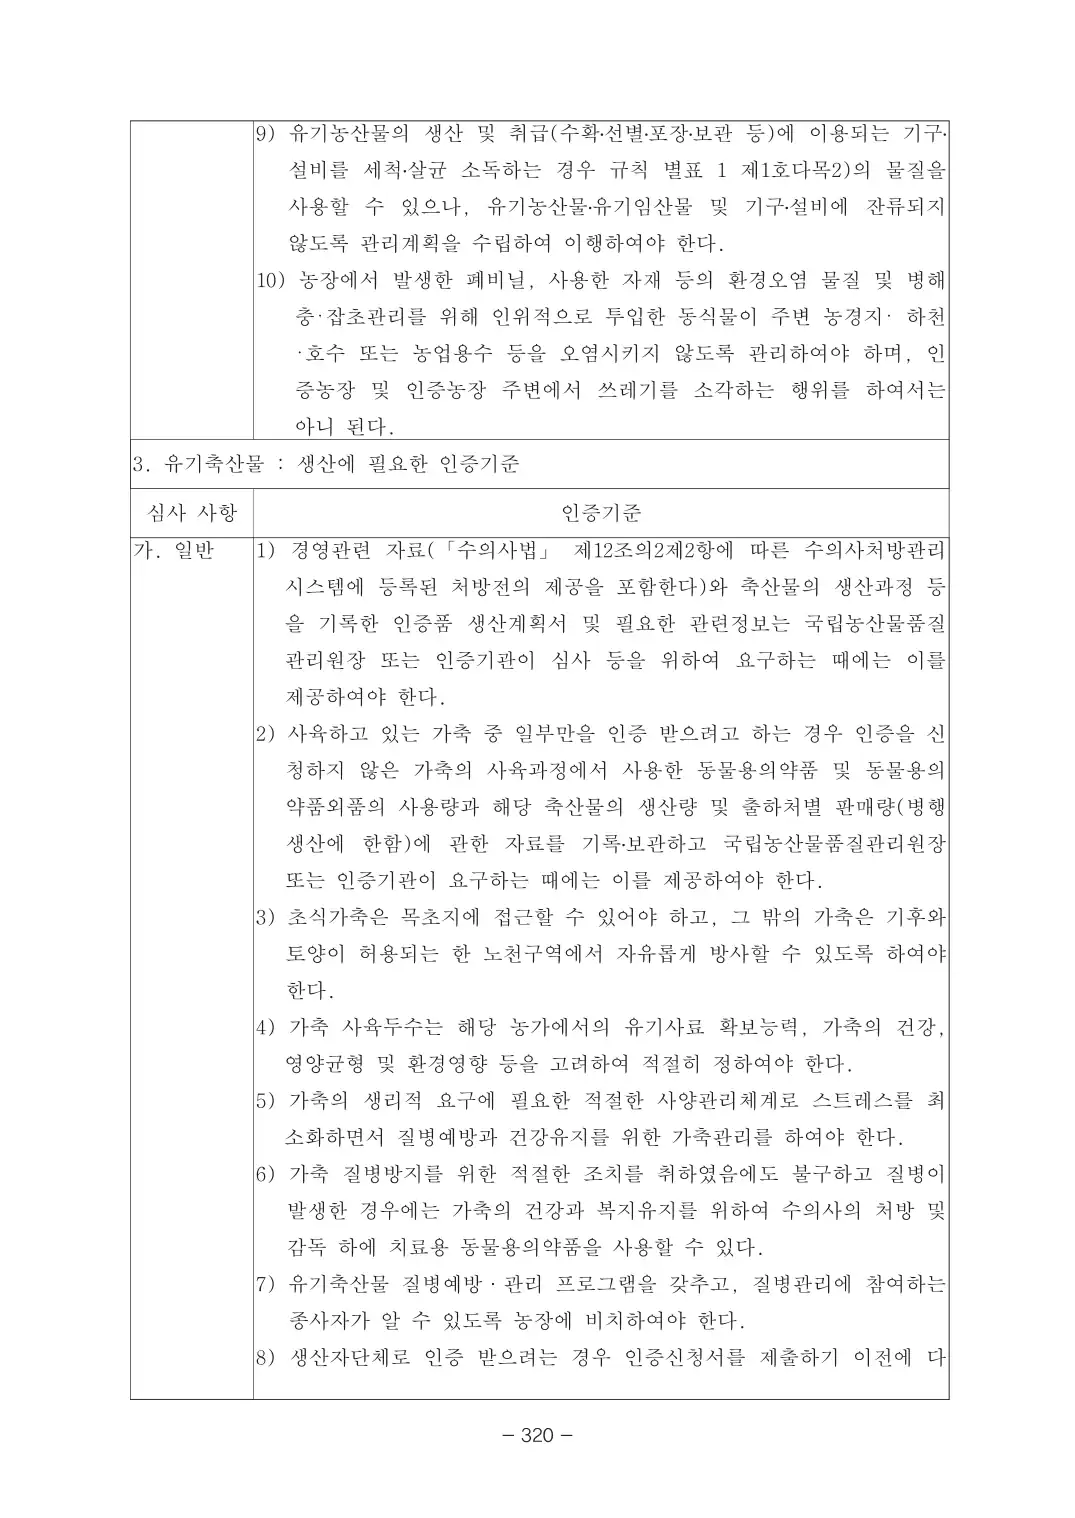 9) 유기농산물의 생산 및 취급(수확·선별·포장·보관 등)에 이용되는 기구·
설비를 세척·살균 소독하는 경우 규칙 별표 1 제1호다목2)의 물질을
사용할 수 있으나, 유기농산물·유기임산물 및 기구·설비에 잔류되지
않도록 관리계획을 수립하여 이행하여야 한다.
10) 농장에서 발생한 폐비닐, 사용한 자재 등의 환경오염 물질 및 병해
충·잡초관리를 위해 인위적으로 투입한 동식물이 주변 농경지· 하천
·호수 또는 농업용수 등을 오염시키지 않도록 관리하여야 하며, 인
증농장 및 인증농장 주변에서 쓰레기를 소각하는 행위를 하여서는
아니 된다.
3. 유기축산물 : 생산에 필요한 인증기준
심사 사항 인증기준
가. 일반 1) 경영관련 자료(「수의사법」 제12조의2제2항에 따른 수의사처방관리
시스템에 등록된 처방전의 제공을 포함한다)와 축산물의 생산과정 등
을 기록한 인증품 생산계획서 및 필요한 관련정보는 국립농산물품질
관리원장 또는 인증기관이 심사 등을 위하여 요구하는 때에는 이를
제공하여야 한다.
2) 사육하고 있는 가축 중 일부만을 인증 받으려고 하는 경우 인증을 신
청하지 않은 가축의 사육과정에서 사용한 동물용의약품 및 동물용의
약품외품의 사용량과 해당 축산물의 생산량 및 출하처별 판매량(병행
생산에 한함)에 관한 자료를 기록·보관하고 국립농산물품질관리원장
또는 인증기관이 요구하는 때에는 이를 제공하여야 한다.
3) 초식가축은 목초지에 접근할 수 있어야 하고, 그 밖의 가축은 기후와
토양이 허용되는 한 노천구역에서 자유롭게 방사할 수 있도록 하여야
한다.
4) 가축 사육두수는 해당 농가에서의 유기사료 확보능력, 가축의 건강,
영양균형 및 환경영향 등을 고려하여 적절히 정하여야 한다.
5) 가축의 생리적 요구에 필요한 적절한 사양관리체계로 스트레스를 최
소화하면서 질병예방과 건강유지를 위한 가축관리를 하여야 한다.
6) 가축 질병방지를 위한 적절한 조치를 취하였음에도 불구하고 질병이
발생한 경우에는 가축의 건강과 복지유지를 위하여 수의사의 처방 및
감독 하에 치료용 동물용의약품을 사용할 수 있다.
7) 유기축산물 질병예방·관리 프로그램을 갖추고, 질병관리에 참여하는
종사자가 알 수 있도록 농장에 비치하여야 한다.
8) 생산자단체로 인증 받으려는 경우 인증신청서를 제출하기 이전에 다
- 320 -